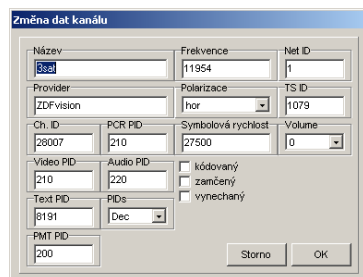 Změna dat kanálu
Název Frekvence Net ID
3sat 11954 1
Provider Polarizace TS ID
ZDFvision hor 1079
Ch. ID PCR PID Symbolová rychlost Volume
28007 210 27500 0
Video PID Audio PID
210 220
kódovaný
zamčený
vynechaný
Text PID PIDs
8191 Dec
PMT PID
200
Storno OK